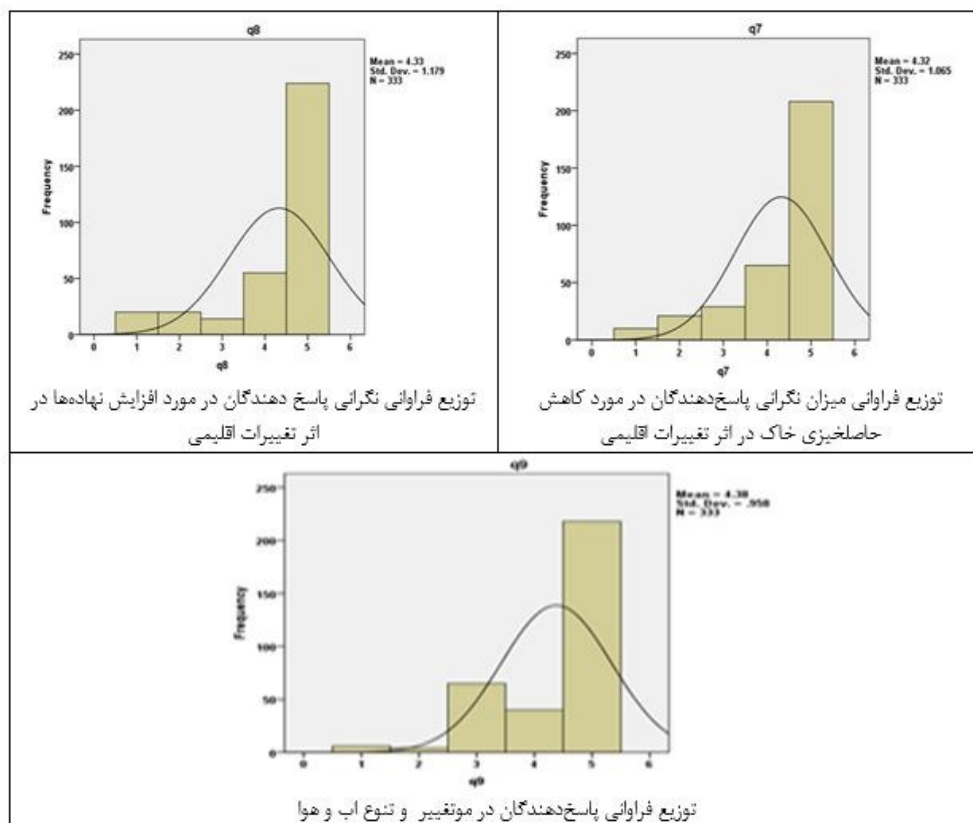 q7
Mean = 4.32
Std. Dev. = 1.065
N = 333
Frequency
250
200
150
100
50
0
0 1 2 3 4 5 6
q7
توزیع فراوانی میزان نگرانی پاسخ‌دهندگان در مورد کاهش
حاصلخیزی خاک در اثر تغییرات اقلیمی
q8
Mean = 4.33
Std. Dev. = 1.179
N = 333
Frequency
250
200
150
100
50
0
0 1 2 3 4 5 6
q8
توزیع فراوانی نگرانی پاسخ دهندگان در مورد افزایش نهاده‌ها در
اثر تغییرات اقلیمی
q9
Mean = 4.38
Std. Dev. = .958
N = 333
Frequency
250
200
150
100
50
0
0 1 2 3 4 5 6
q9
توزیع فراوانی پاسخ‌دهندگان در موتغییر و تنوع اب و هوا